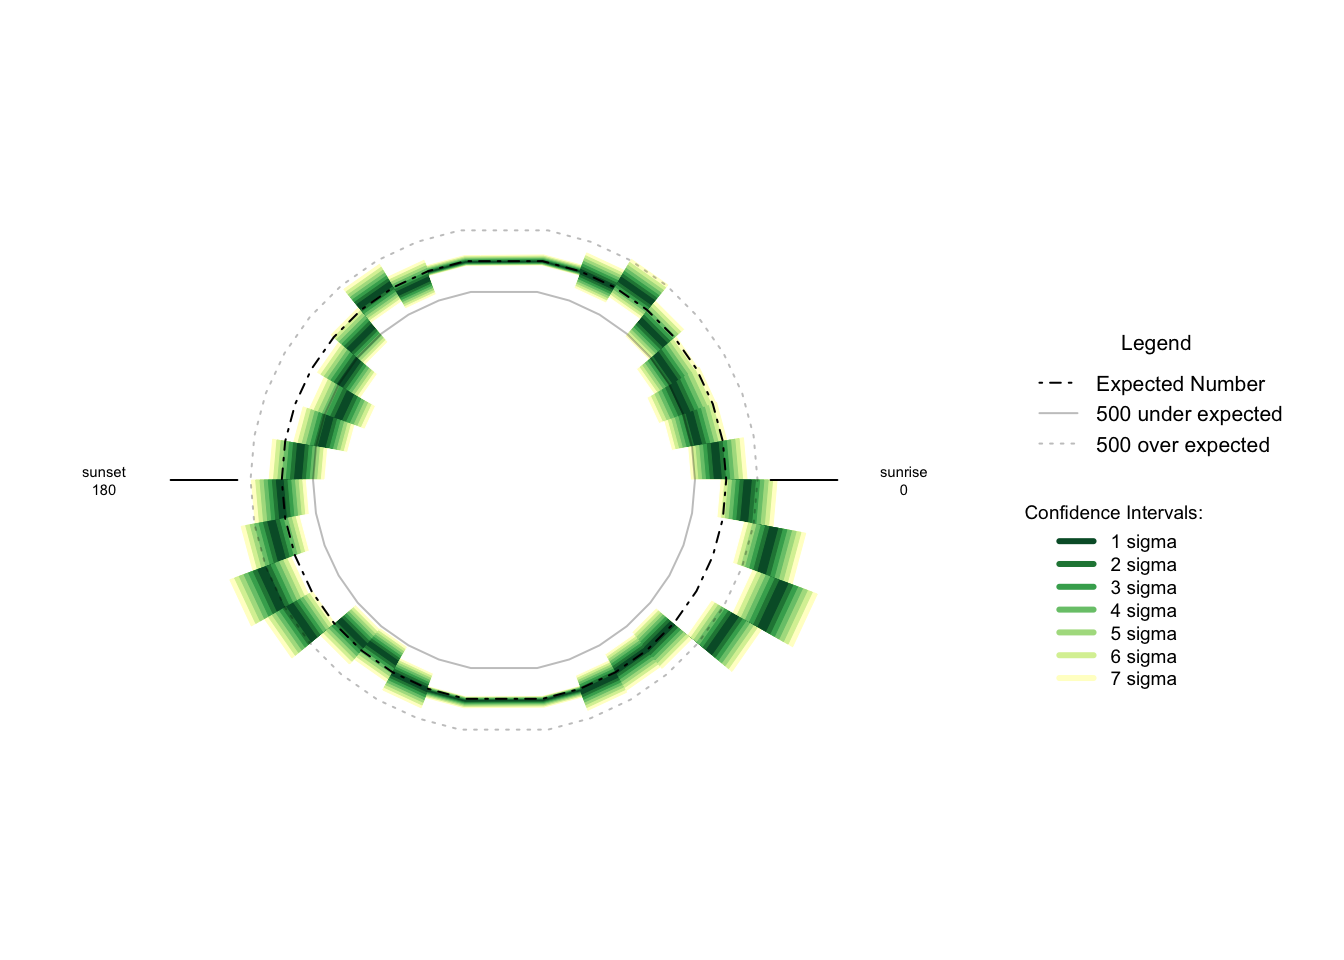 sunset
180
sunrise
0
Legend
Expected Number
500 under expected
500 over expected
Confidence Intervals:
1 sigma
2 sigma
3 sigma
4 sigma
5 sigma
6 sigma
7 sigma